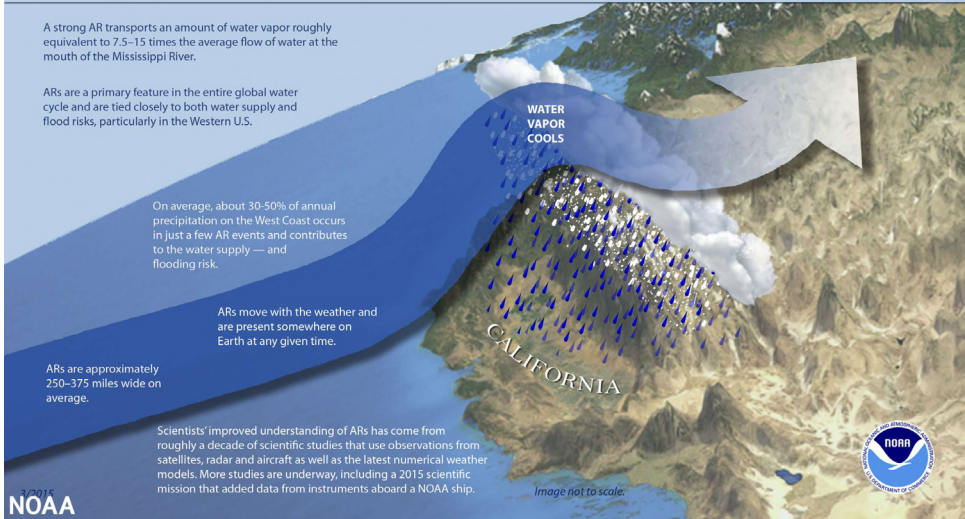 A strong AR transports an amount of water vapor roughly
equivalent to 7.5–15 times the average flow of water at the
mouth of the Mississippi River.
ARs are a primary feature in the entire global water
cycle and are tied closely to both water supply and
flood risks, particularly in the Western U.S.
WATER
VAPOR
COOLS
On average, about 30-50% of annual
precipitation on the West Coast occurs
in just a few AR events and contributes
to the water supply — and
flooding risk.
ARs move with the weather and
are present somewhere on
Earth at any given time.
CALIFORNIA
ARs are approximately
250–375 miles wide on
average.
Scientists’ improved understanding of ARs has come from
roughly a decade of scientific studies that use observations from
satellites, radar and aircraft as well as the latest numerical weather
models. More studies are underway, including a 2015 scientific
mission that added data from instruments aboard a NOAA ship.
Image not to scale.
NATIONAL OCEANIC AND ATMOSPHERIC ADMINISTRATION
NOAA
U.S. DEPARTMENT OF COMMERCE
3/2015
NOAA